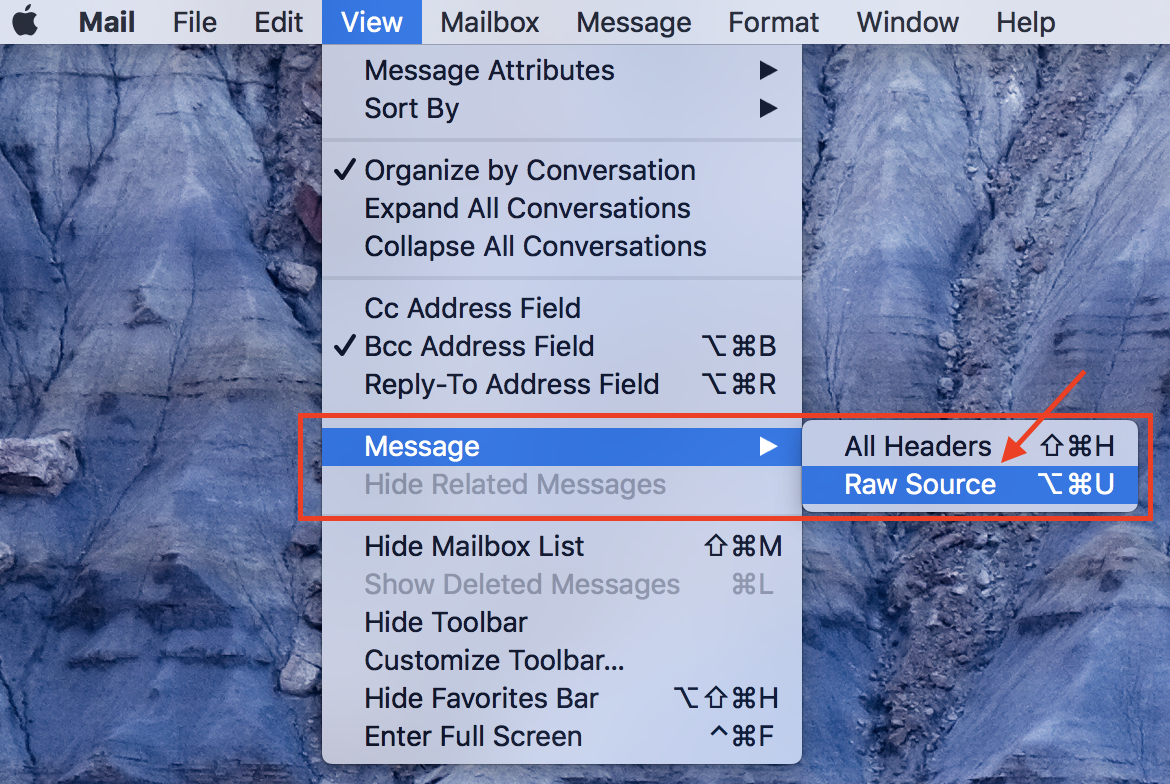 Mail File Edit View Mailbox Message Format Window Help
Message Attributes ▶
Sort By ▶
✓ Organize by Conversation
Expand All Conversations
Collapse All Conversations
Cc Address Field
✓ Bcc Address Field ⌥⌘B
Reply-To Address Field ⌥⌘R
Message ▶
All Headers ⇧⌘H
Hide Related Messages
Raw Source ⌥⌘U
Hide Mailbox List ⇧⌘M
Show Deleted Messages ⌘L
Hide Toolbar
Customize Toolbar...
Hide Favorites Bar ⌥⇧⌘H
Enter Full Screen ^⌘F